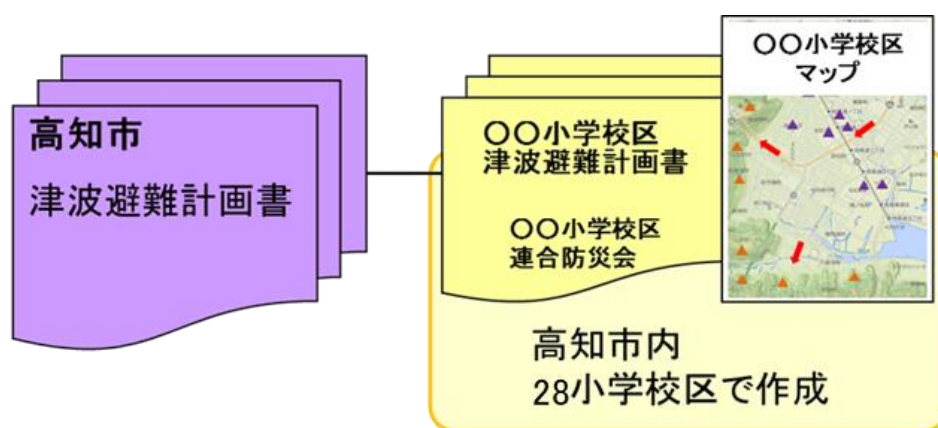 高知市
津波避難計画書
〇〇小学校区
津波避難計画書
〇〇小学校区
連合防災会
〇〇小学校区
マップ
高知市内
28小学校区で作成